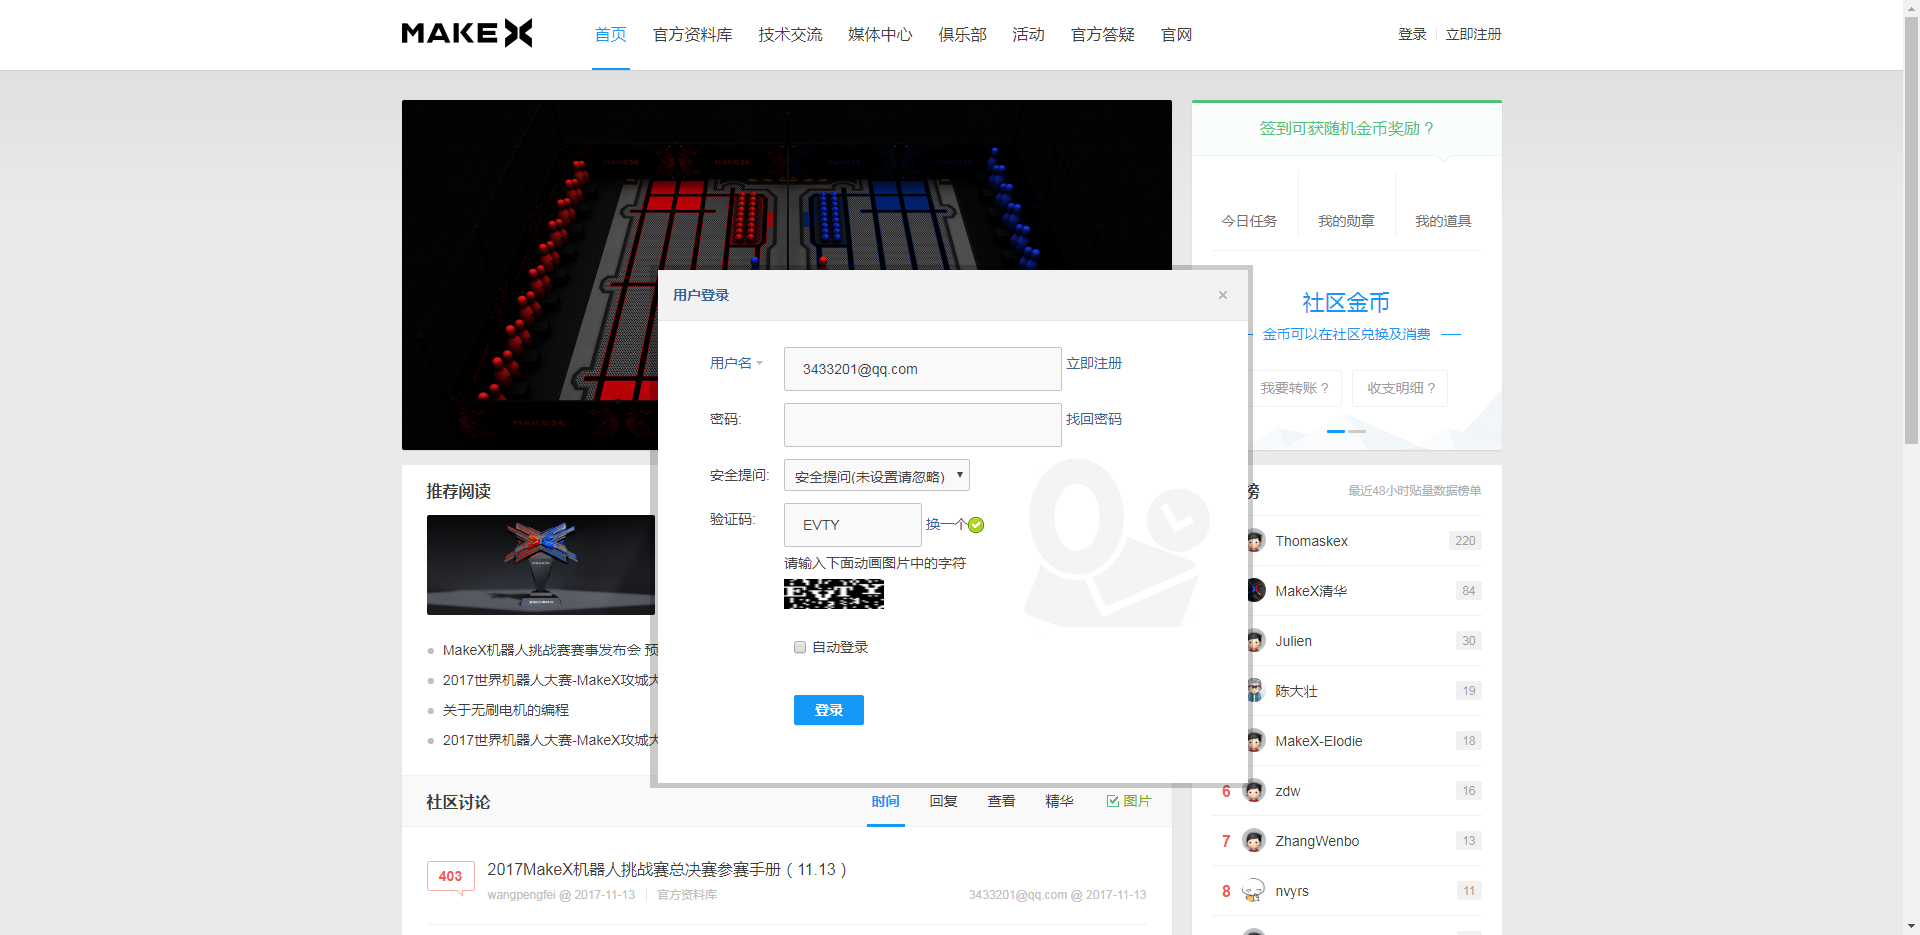 MAKE X
首页 官方资料库 技术交流 媒体中心 俱乐部 活动 官方答疑 官网
登录 立即注册
签到可获随机金币奖励 ?
今日任务 我的勋章 我的道具
社区金币
金币可以在社区兑换及消费
我要转账 ? 收支明细 ?
用户登录 ×
用户名 3433201@qq.com 立即注册
密码: 找回密码
安全提问: 安全提问(未设置请忽略)
验证码: EVTY 换一个
请输入下面动画图片中的字符
EVTY
自动登录
登录
推荐阅读
MakeX机器人挑战赛赛事发布会 预
2017世界机器人大赛-MakeX攻城大
关于无刷电机的编程
2017世界机器人大赛-MakeX攻城大
社区讨论 时间 回复 查看 精华 图片
403 2017MakeX机器人挑战赛总决赛参赛手册（11.13）
wangpengfei @ 2017-11-13 官方资料库 3433201@qq.com @ 2017-11-13
榜 最近48小时贴量数据榜单
Thomaskex 220
MakeX清华 84
Julien 30
陈大壮 19
MakeX-Elodie 18
6 zdw 16
7 ZhangWenbo 13
8 nvyrs 11